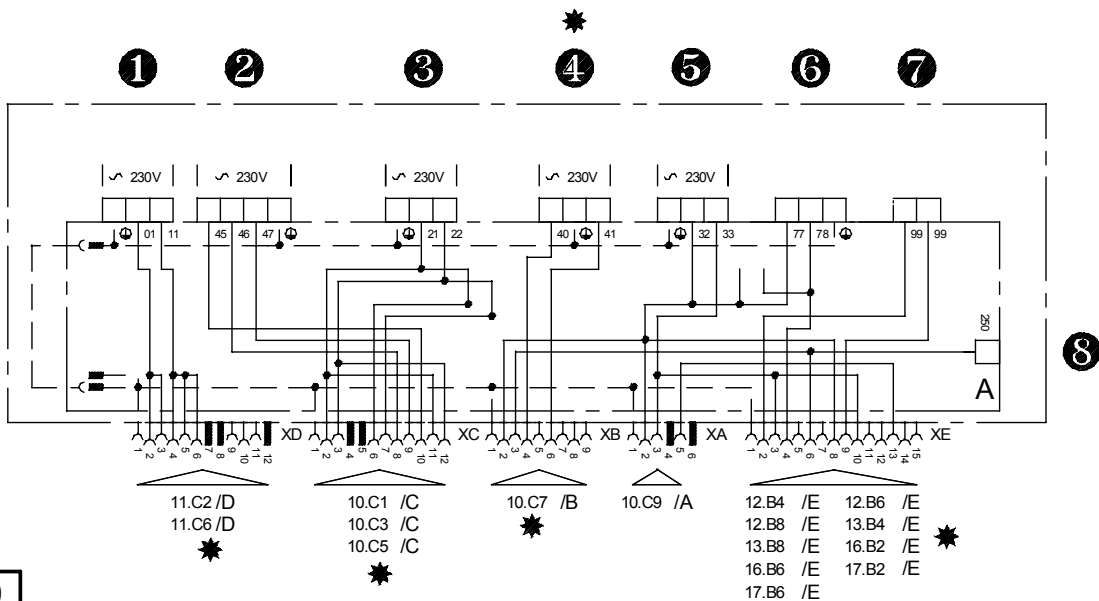 1 2 3 4 5 6 7
230V 230V 230V 230V 230V
01 11 45 46 47 21 22 40 41 32 33 77 78 99 99
250
8
A
XD XC XB XA XE
1 2 3 4 5 6 7 8 9 10 11 12
1 2 3 4 5 6 7 8 9 10 11 12
1 2 3 4 5 6 7 8 9
1 2 3 4 5 6
1 2 3 4 5 6 7 8 9 10 11 12 13 14 15
11.C2 /D
11.C6 /D
10.C1 /C
10.C3 /C
10.C5 /C
10.C7 /B
10.C9 /A
12.B4 /E 12.B6 /E
12.B8 /E 13.B4 /E
13.B8 /E 16.B2 /E
16.B6 /E 17.B2 /E
17.B6 /E